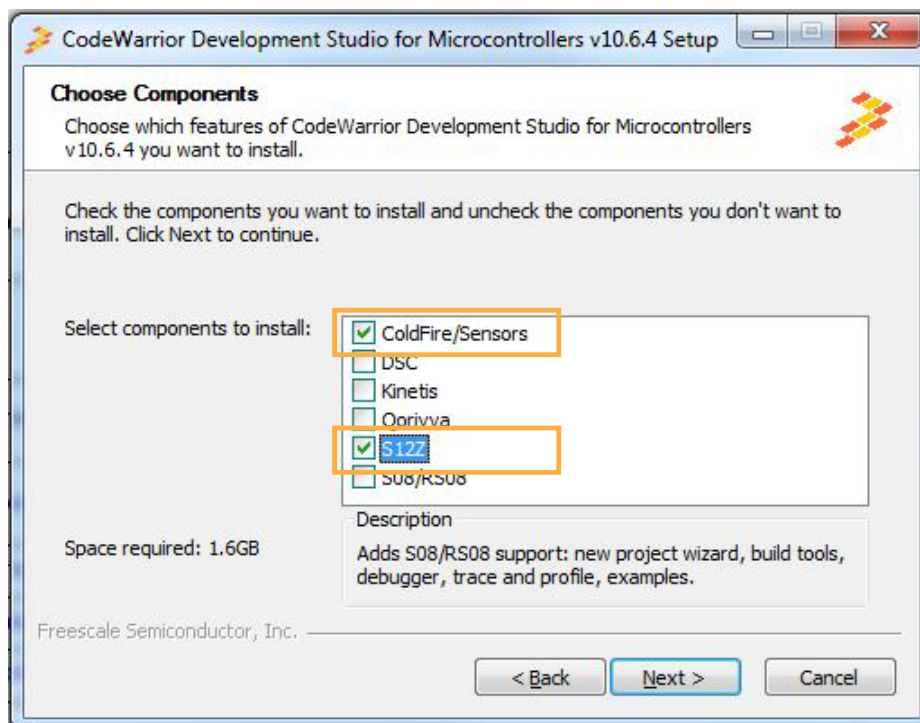 CodeWarrior Development Studio for Microcontrollers v10.6.4 Setup
Choose Components
Choose which features of CodeWarrior Development Studio for Microcontrollers
v10.6.4 you want to install.
Check the components you want to install and uncheck the components you don't want to
install. Click Next to continue.
Select components to install:
ColdFire/Sensors
DSC
Kinetis
Qorivva
S12Z
S08/RS08
Space required: 1.6GB
Description
Adds S08/RS08 support: new project wizard, build tools,
debugger, trace and profile, examples.
Freescale Semiconductor, Inc.
< Back
Next >
Cancel